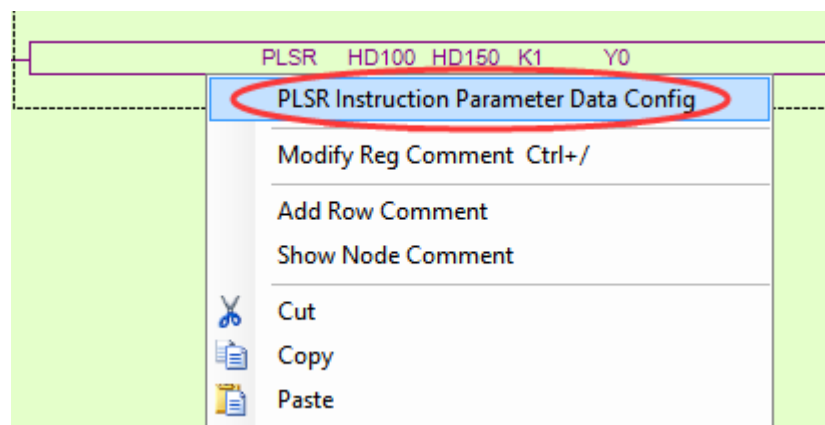 PLSR HD100 HD150 K1 Y0
PLSR Instruction Parameter Data Config
Modify Reg Comment Ctrl+/
Add Row Comment
Show Node Comment
Cut
Copy
Paste